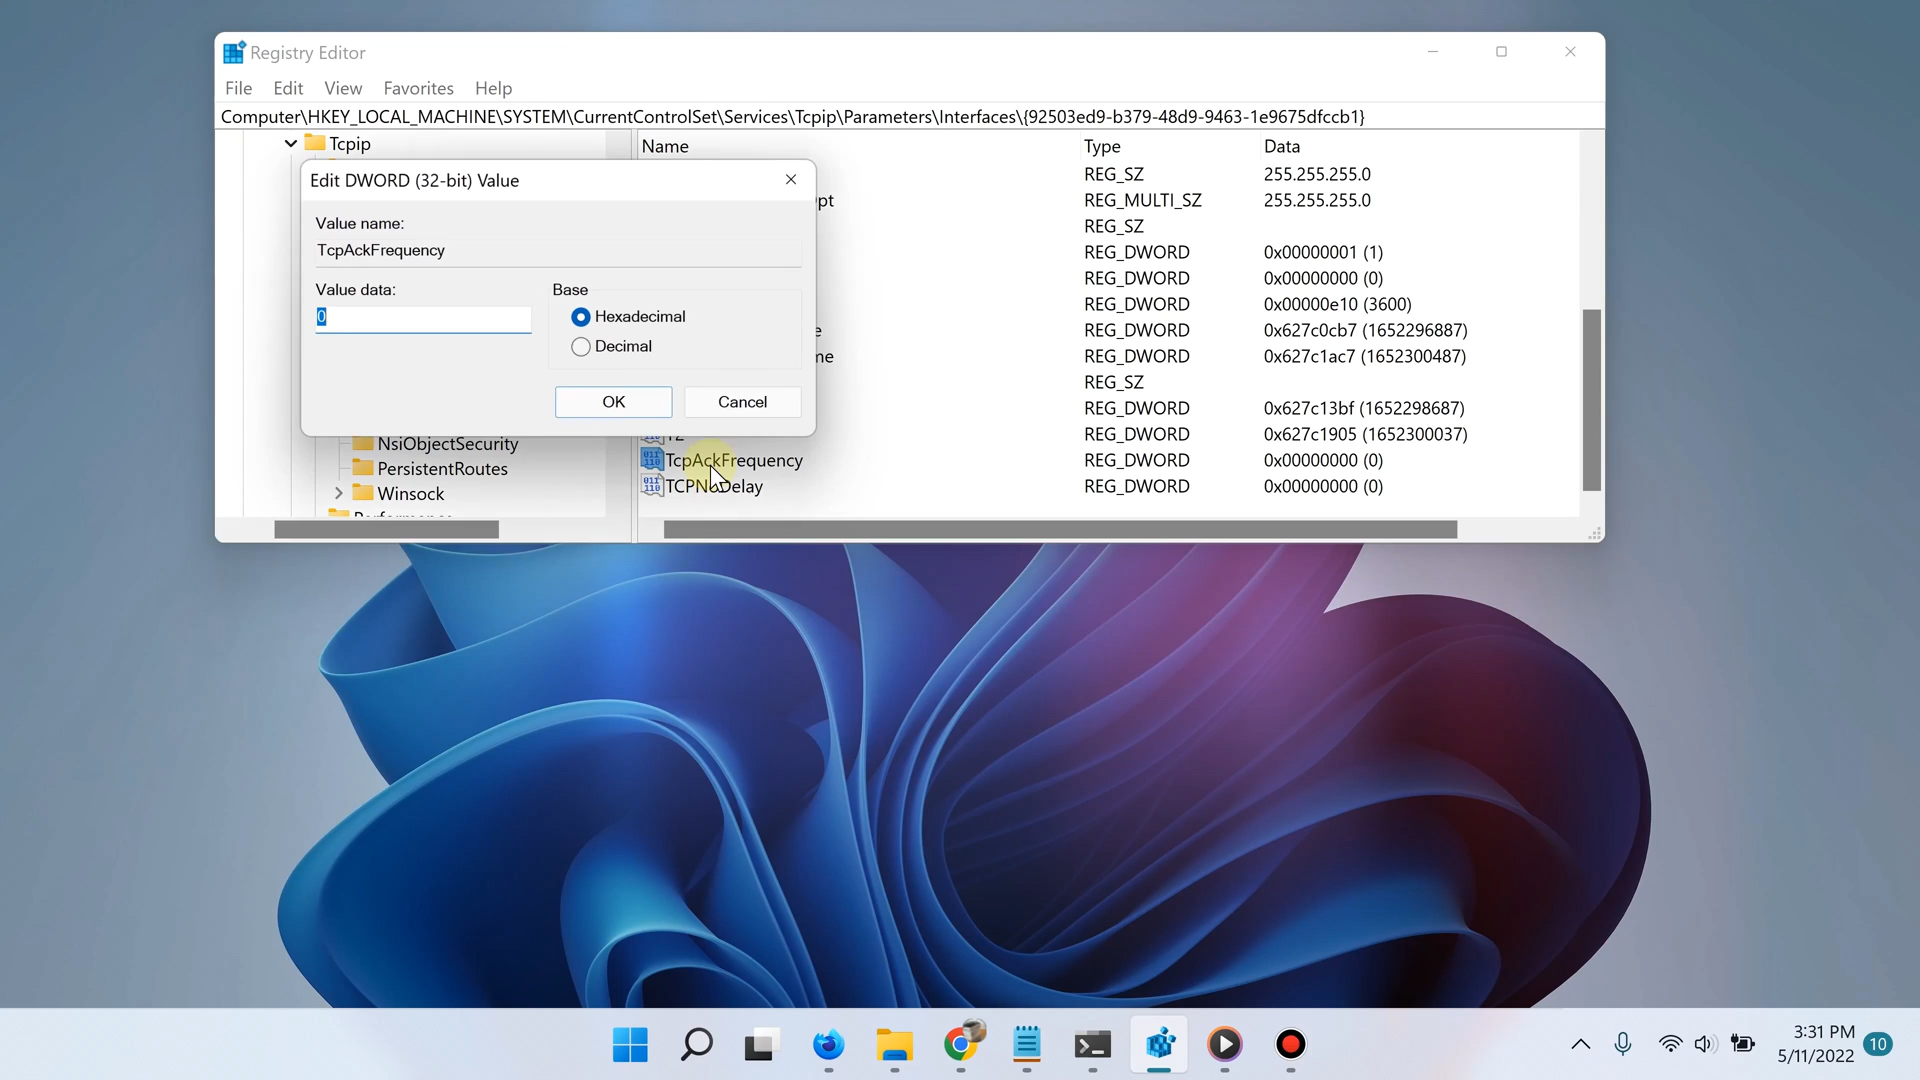 Registry Editor
File Edit View Favorites Help
Computer\HKEY_LOCAL_MACHINE\SYSTEM\CurrentControlSet\Services\Tcpip\Parameters\Interfaces\{92503ed9-b379-48d9-9463-1e9675dfccb1}
Tcpip
Name Type Data
Edit DWORD (32-bit) Value
Value name:
TcpAckFrequency
Value data:
0
Base
Hexadecimal
Decimal
OK Cancel
REG_SZ 255.255.255.0
pt REG_MULTI_SZ 255.255.255.0
REG_SZ
REG_DWORD 0x00000001 (1)
REG_DWORD 0x00000000 (0)
REG_DWORD 0x00000e10 (3600)
e REG_DWORD 0x627c0cb7 (1652296887)
me REG_DWORD 0x627c1ac7 (1652300487)
REG_SZ
REG_DWORD 0x627c13bf (1652298687)
T2 REG_DWORD 0x627c1905 (1652300037)
TcpAckFrequency REG_DWORD 0x00000000 (0)
REG_DWORD 0x00000000 (0)
NsiObjectSecurity
PersistentRoutes
Winsock
3:31 PM
5/11/2022
10